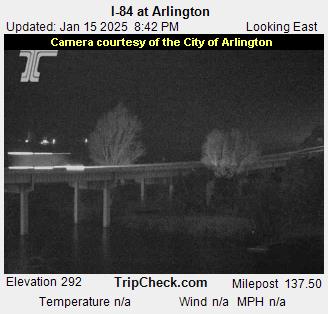 I-84 at Arlington
Updated: Jan 15 2025 8:42 PM Looking East
Camera courtesy of the City of Arlington
Elevation 292 TripCheck.com Milepost 137.50
Temperature n/a Wind n/a MPH n/a